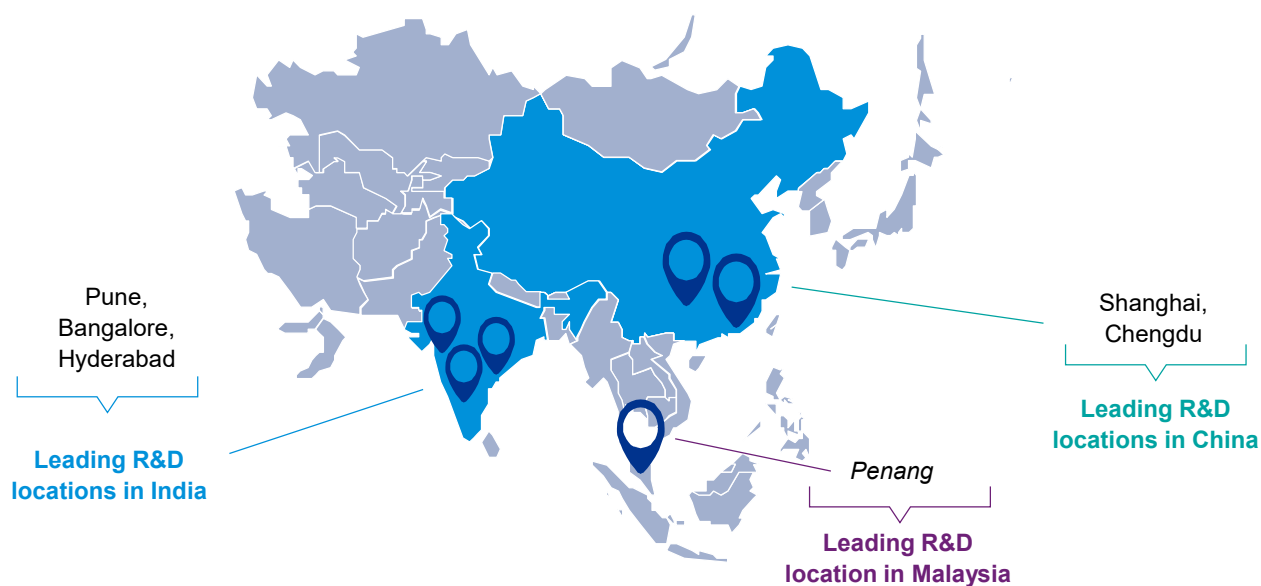 Pune,
Bangalore,
Hyderabad
Leading R&D
locations in India
Shanghai,
Chengdu
Leading R&D
locations in China
Penang
Leading R&D
location in Malaysia